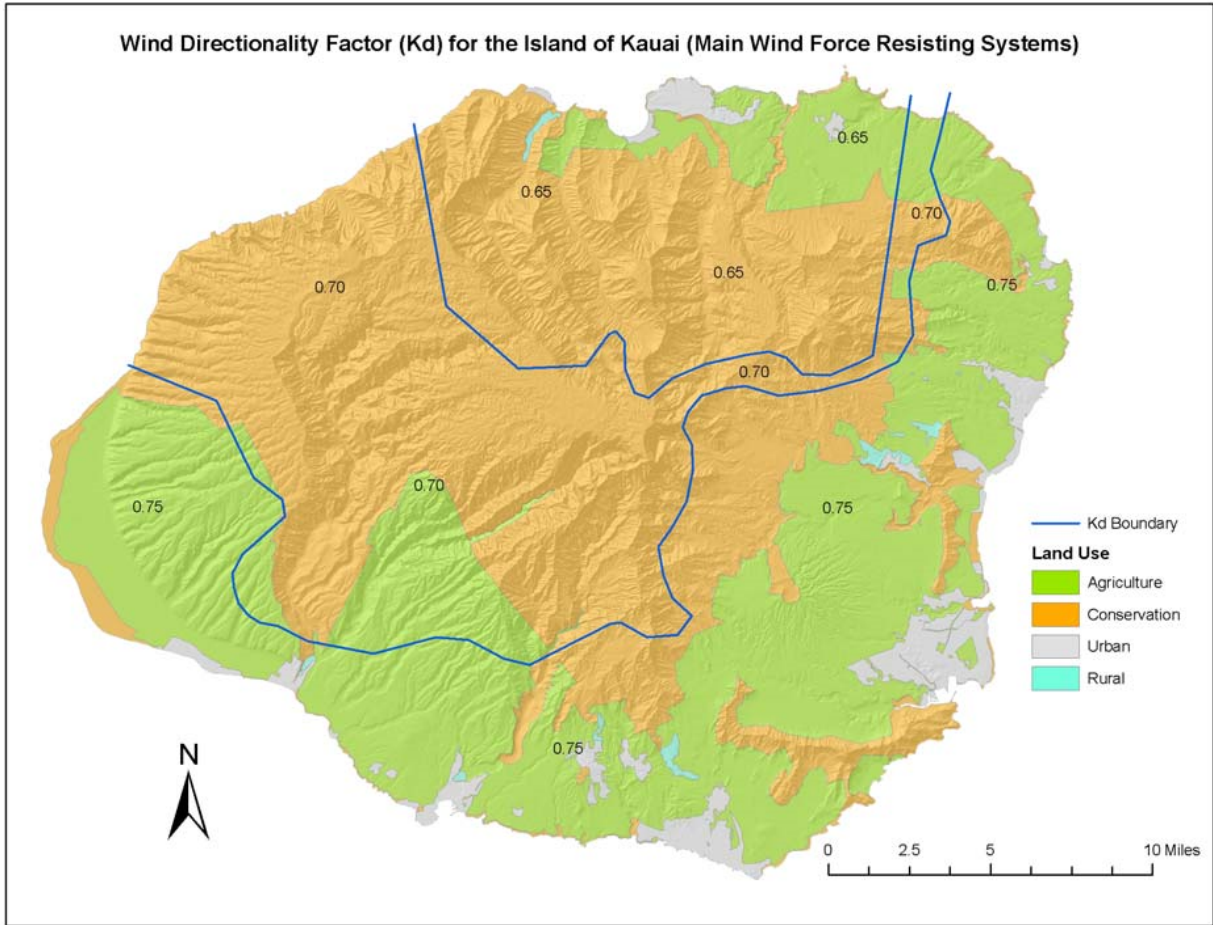 Wind Directionality Factor (Kd) for the Island of Kauai (Main Wind Force Resisting Systems)
0.65
0.65
0.70
0.65
0.70
0.75
0.70
0.70
0.75
0.75
0.75
Kd Boundary
Land Use
Agriculture
Conservation
Urban
Rural
N
0 2.5 5 10 Miles